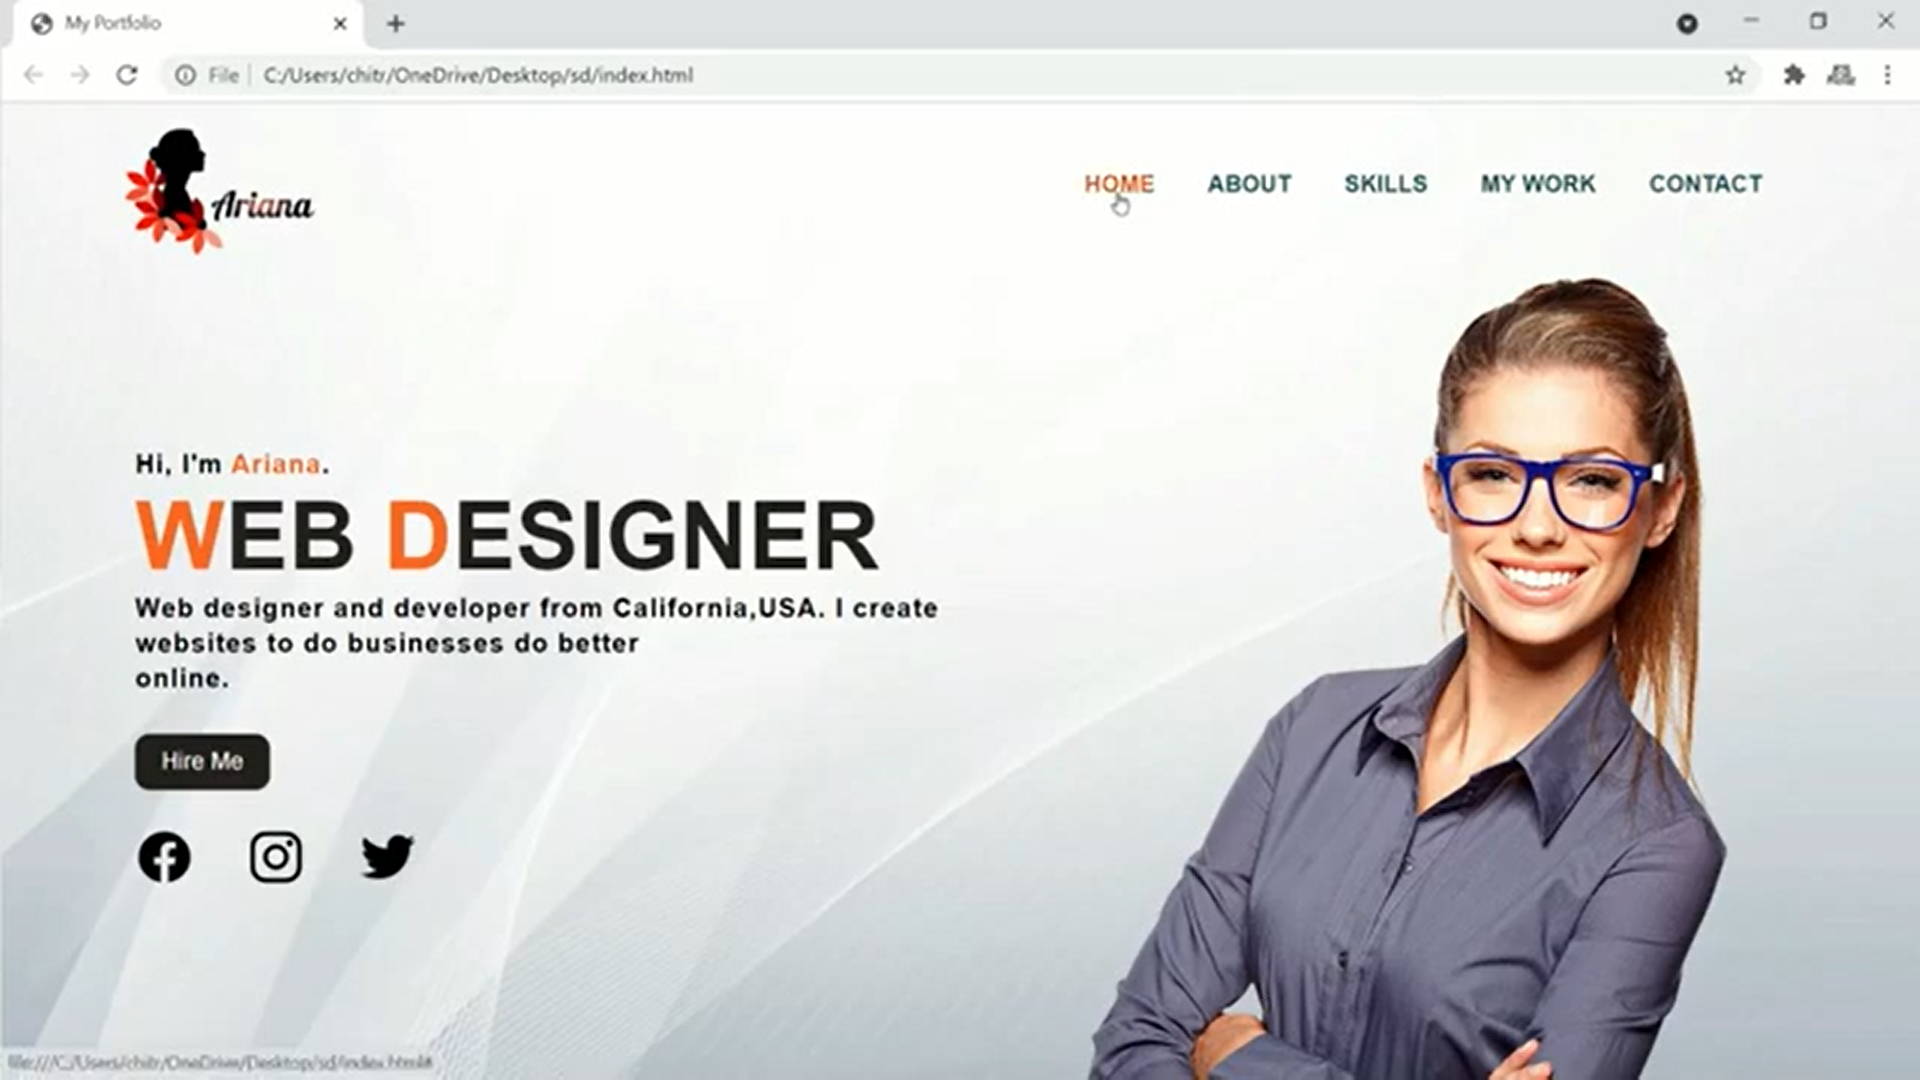 My Portfolio
File
C:/Users/chitr/OneDrive/Desktop/sd/index.html
Ariana
HOME
ABOUT
SKILLS
MY WORK
CONTACT
Hi, I'm Ariana.
WEB DESIGNER
Web designer and developer from California,USA. I create
websites to do businesses do better
online.
Hire Me
file:///C:/Users/chitr/OneDrive/Desktop/sd/index.html#